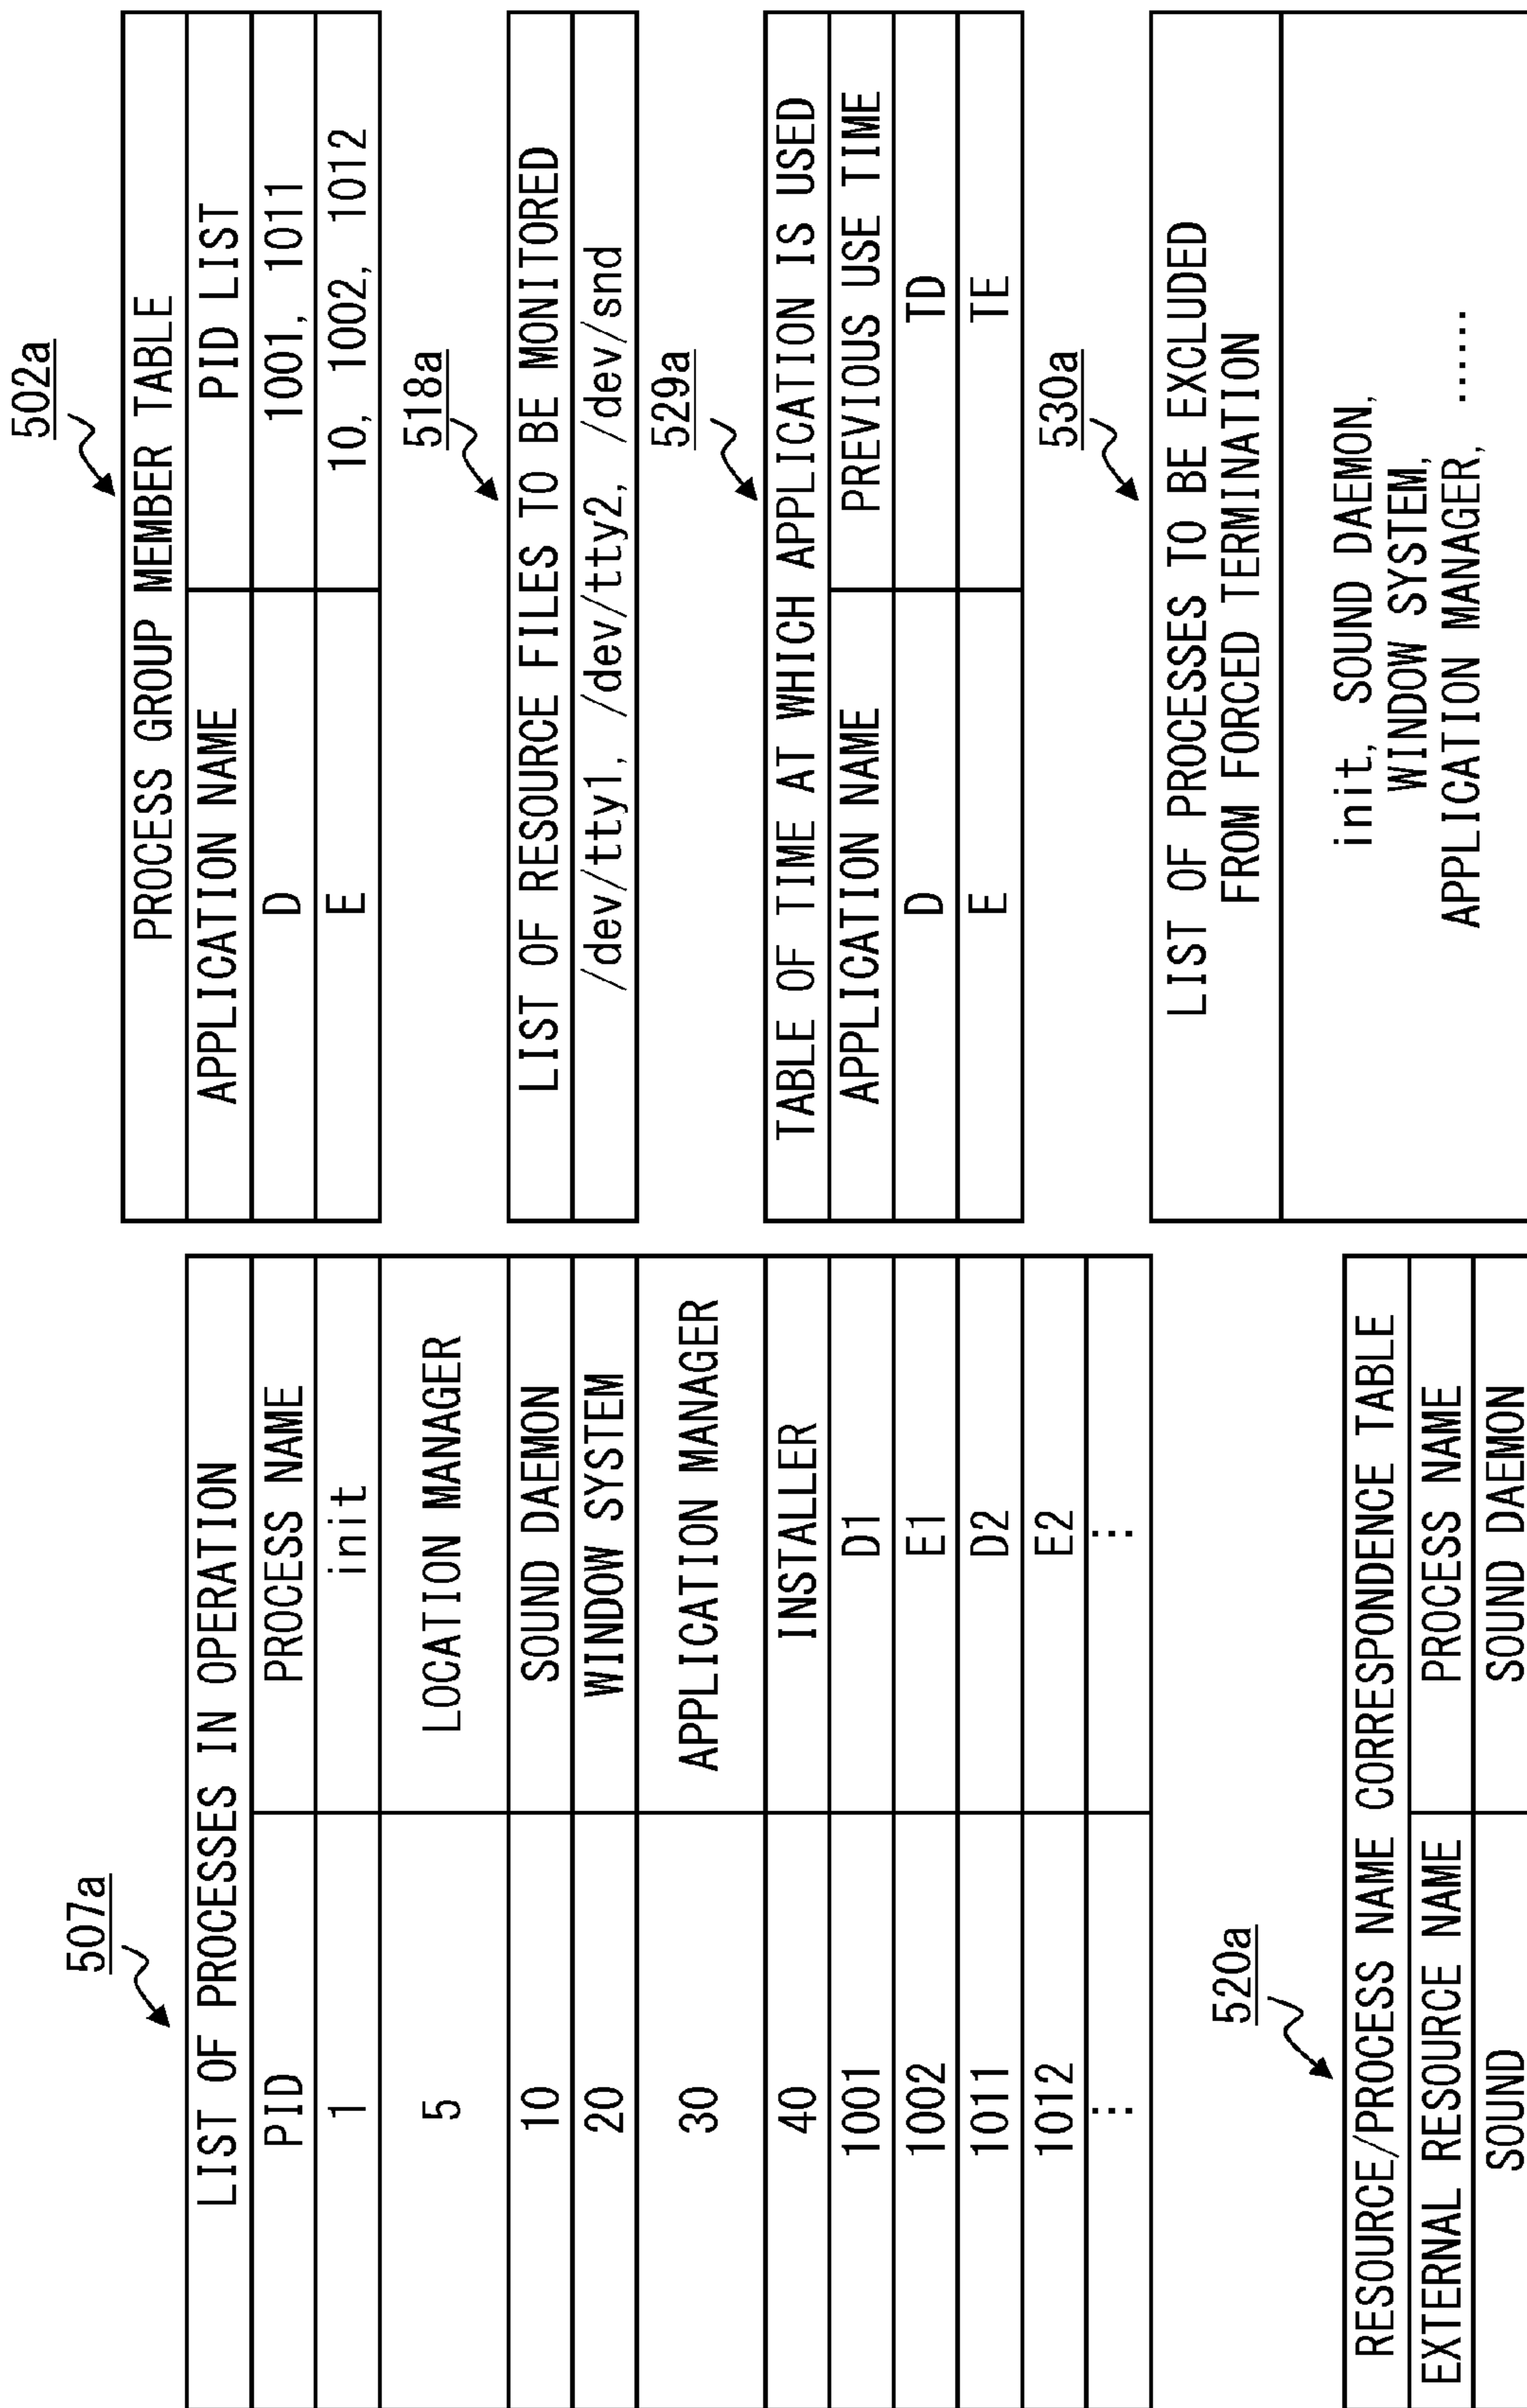 507a
LIST OF PROCESSES IN OPERATION
PID PROCESS NAME
1 init
5 LOCATION MANAGER
10 SOUND DAEMON
20 WINDOW SYSTEM
30 APPLICATION MANAGER
40 INSTALLER
1001 D1
1002 E1
1011 D2
1012 E2
⋮ ⋮
520a
RESOURCE/PROCESS NAME CORRESPONDENCE TABLE
EXTERNAL RESOURCE NAME PROCESS NAME
SOUND SOUND DAEMON
502a
PROCESS GROUP MEMBER TABLE
APPLICATION NAME PID LIST
D 1001, 1011
E 10, 1002, 1012
518a
LIST OF RESOURCE FILES TO BE MONITORED
/dev/tty1, /dev/tty2, /dev/snd
529a
TABLE OF TIME AT WHICH APPLICATION IS USED
APPLICATION NAME PREVIOUS USE TIME
D TD
E TE
530a
LIST OF PROCESSES TO BE EXCLUDED
FROM FORCED TERMINATION
init, SOUND DAEMON,
WINDOW SYSTEM,
APPLICATION MANAGER, ......